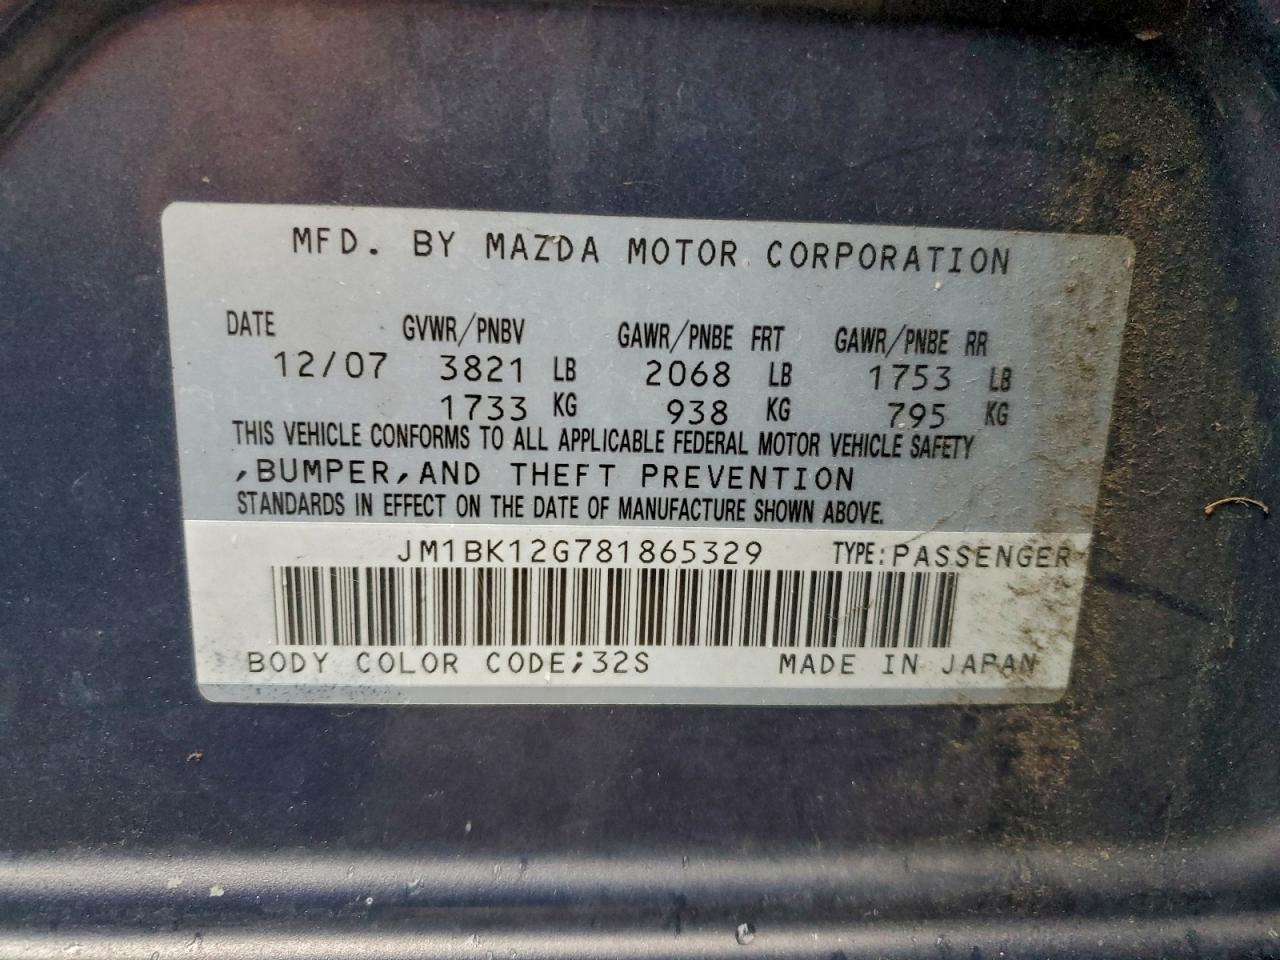 MFD. BY MAZDA MOTOR CORPORATION
DATE GVWR/PNBV GAWR/PNBE FRT GAWR/PNBE RR
12/07 3821 LB 2068 LB 1753 LB
1733 KG 938 KG 795 KG
THIS VEHICLE CONFORMS TO ALL APPLICABLE FEDERAL MOTOR VEHICLE SAFETY
,BUMPER,AND THEFT PREVENTION
STANDARDS IN EFFECT ON THE DATE OF MANUFACTURE SHOWN ABOVE.
JM1BK12G781865329 TYPE:PASSENGER
BODY COLOR CODE;32S MADE IN JAPAN